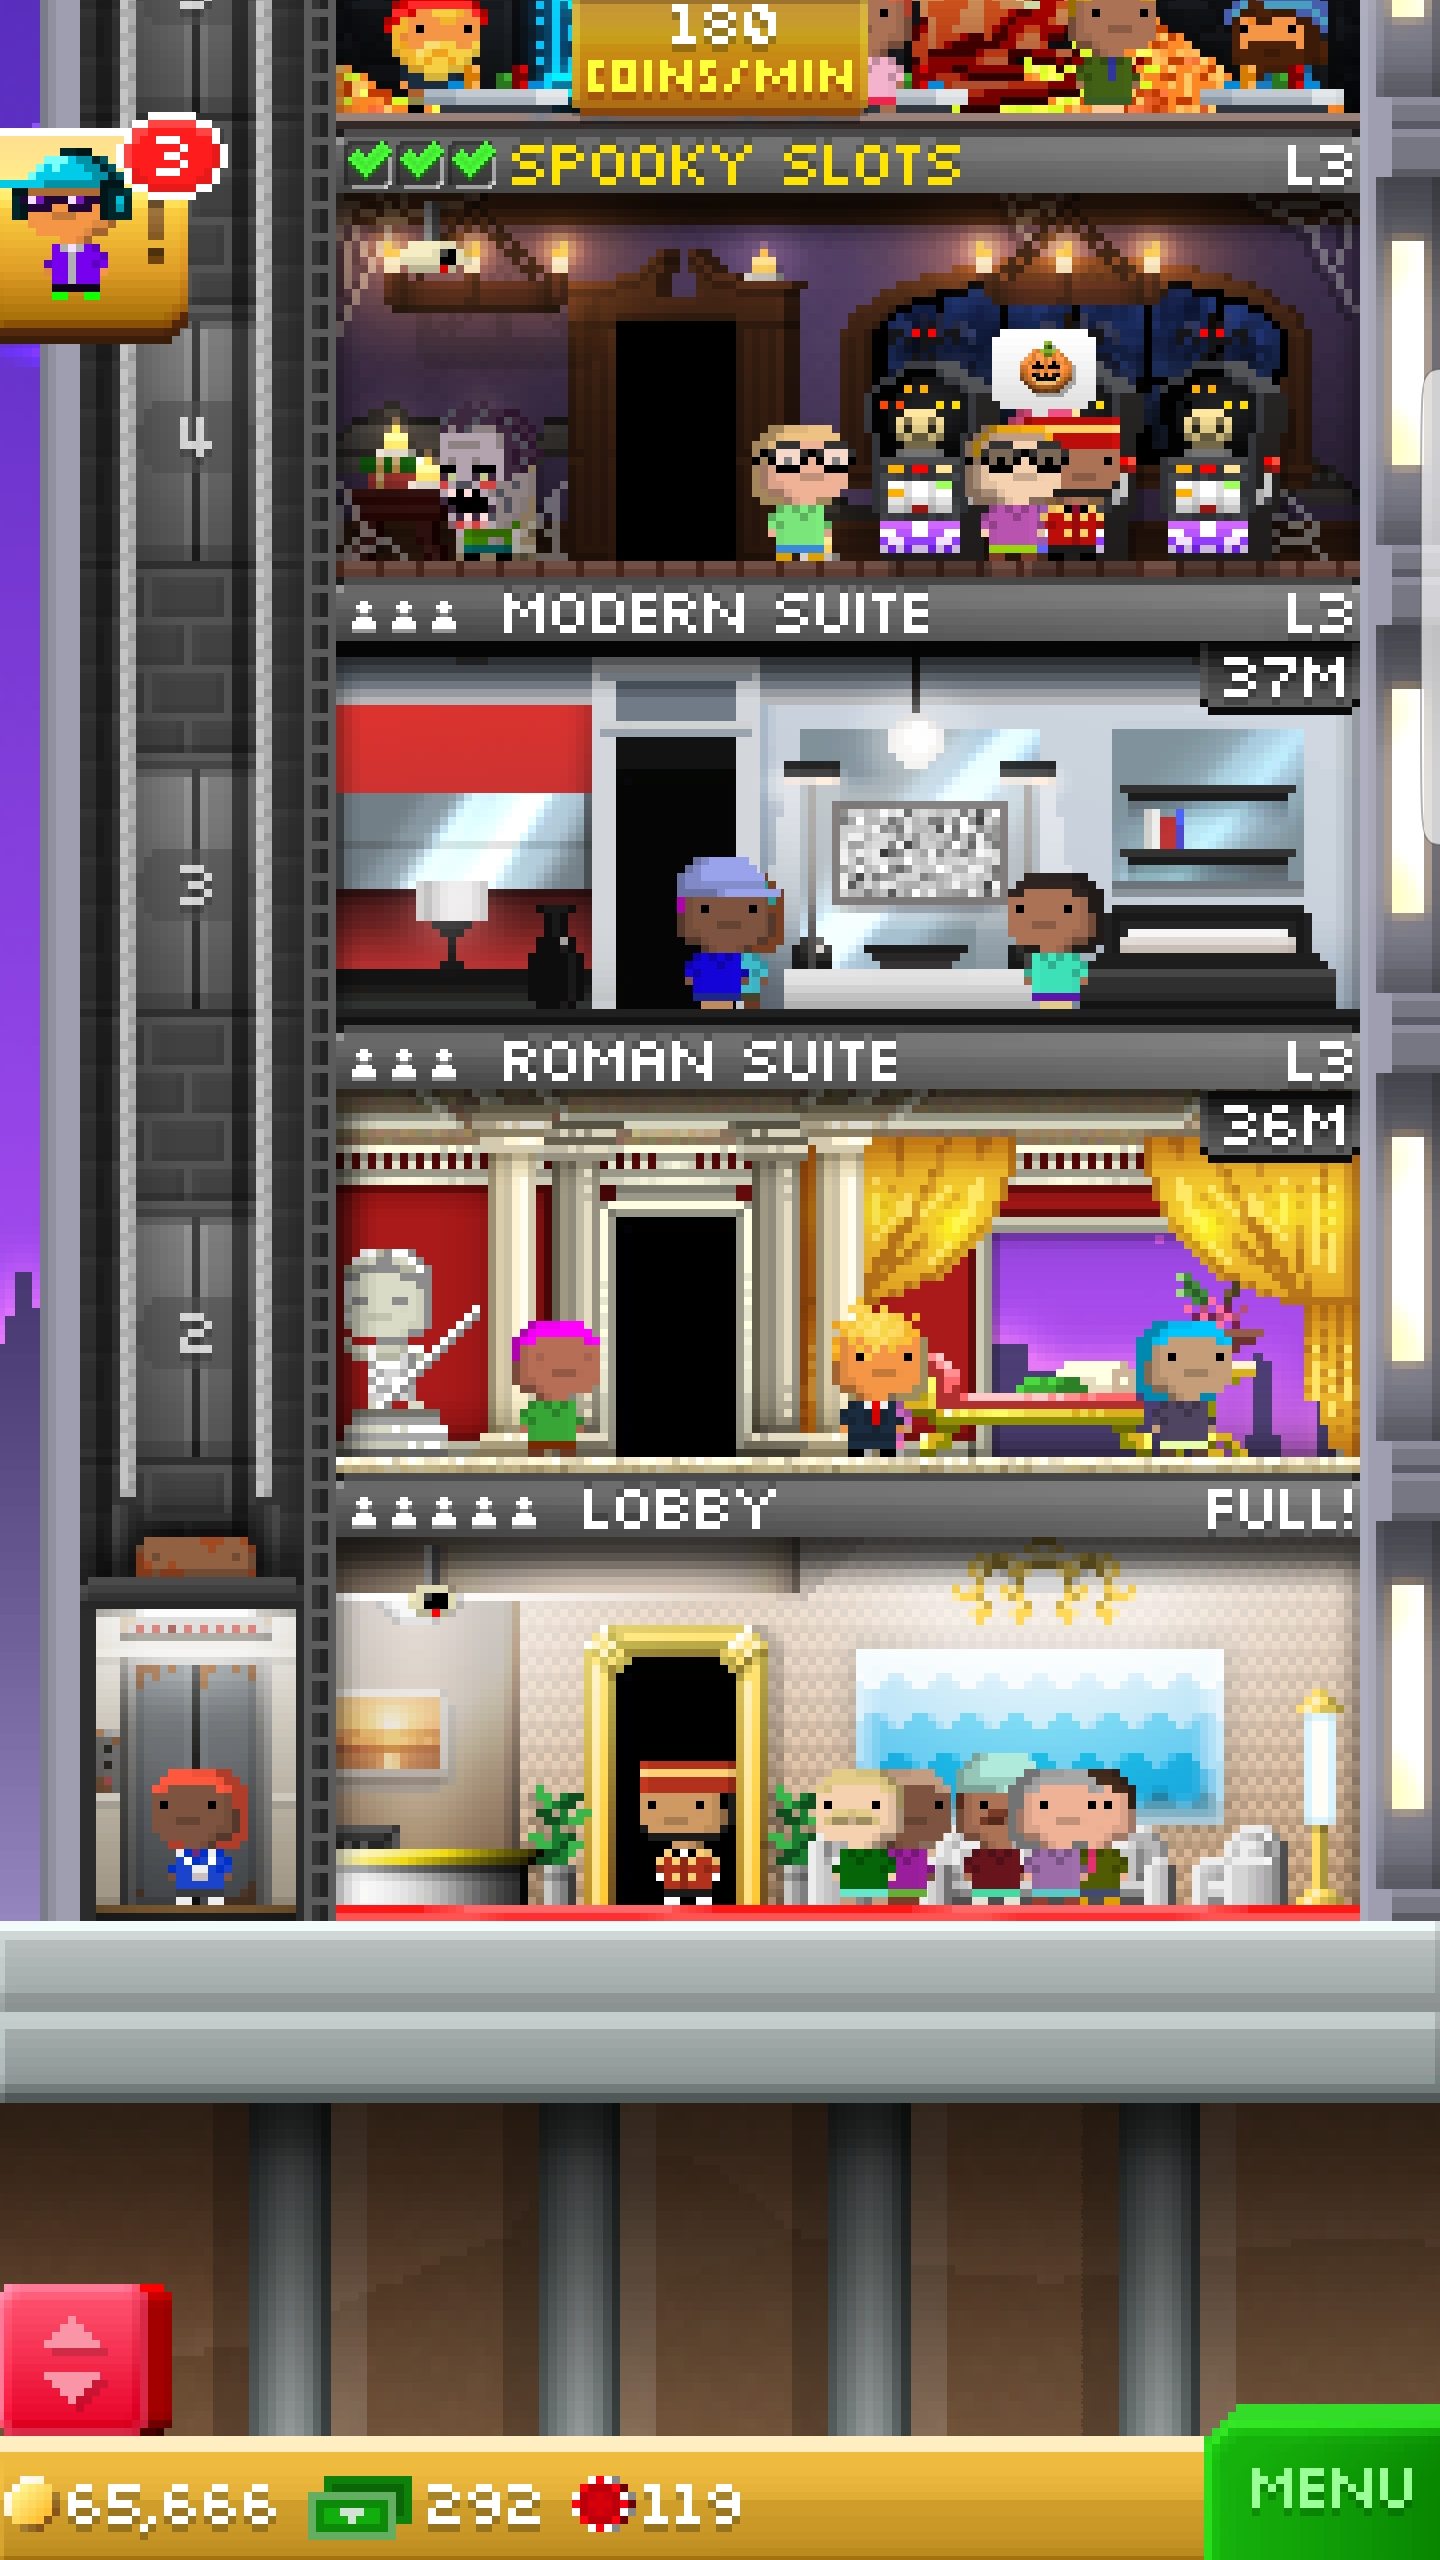 180
COINS/MIN
3
SPOOKY SLOTS L3
4
MODERN SUITE L3
37M
3
ROMAN SUITE L3
36M
2
LOBBY FULL!
65,666 292 119
MENU